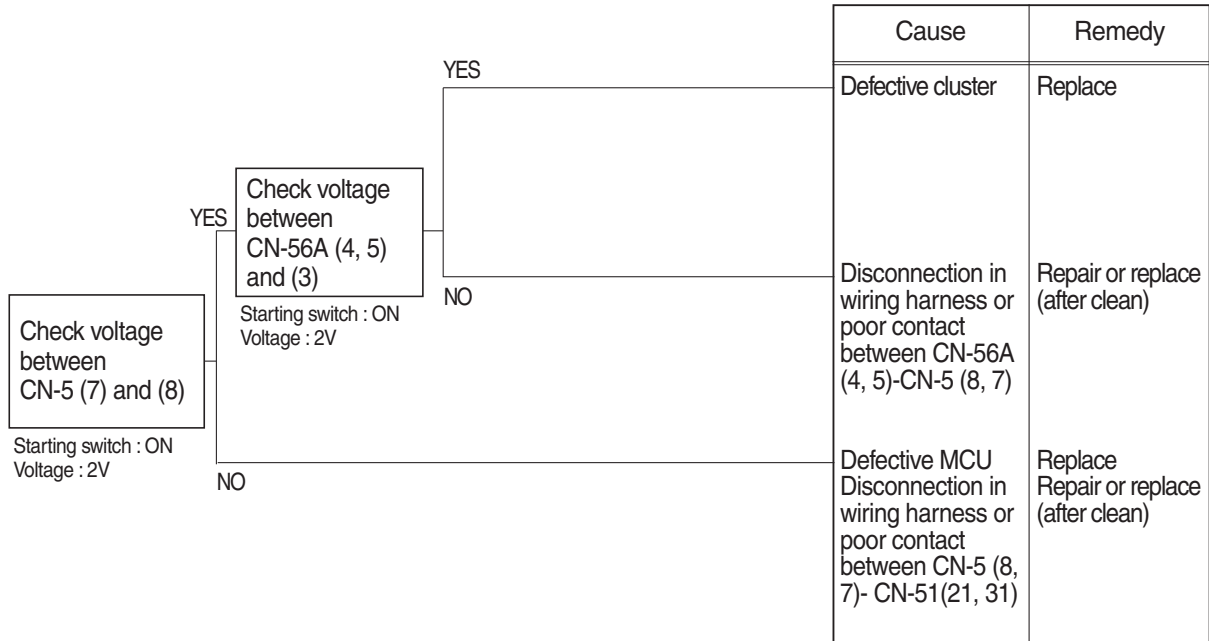 Check voltage
between
CN-5 (7) and (8)
Starting switch : ON
Voltage : 2V
YES
NO
Check voltage
between
CN-56A (4, 5)
and (3)
Starting switch : ON
Voltage : 2V
YES
NO
Cause
Remedy
Defective cluster
Replace
Disconnection in
wiring harness or
poor contact
between CN-56A
(4, 5)-CN-5 (8, 7)
Repair or replace
(after clean)
Defective MCU
Disconnection in
wiring harness or
poor contact
between CN-5 (8,
7)- CN-51(21, 31)
Replace
Repair or replace
(after clean)